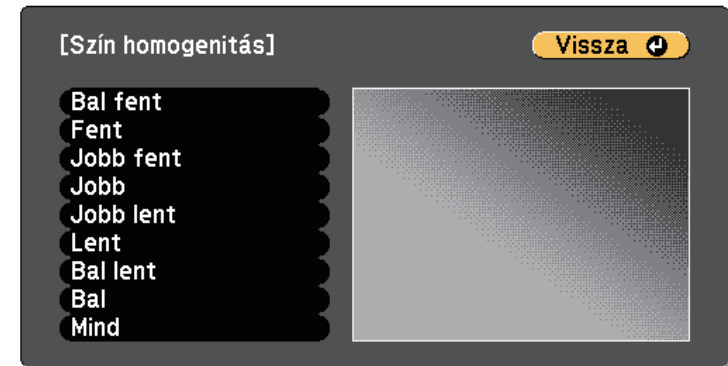 [Szín homogenitás]
Vissza
Bal fent
Fent
Jobb fent
Jobb
Jobb lent
Lent
Bal lent
Bal
Mind